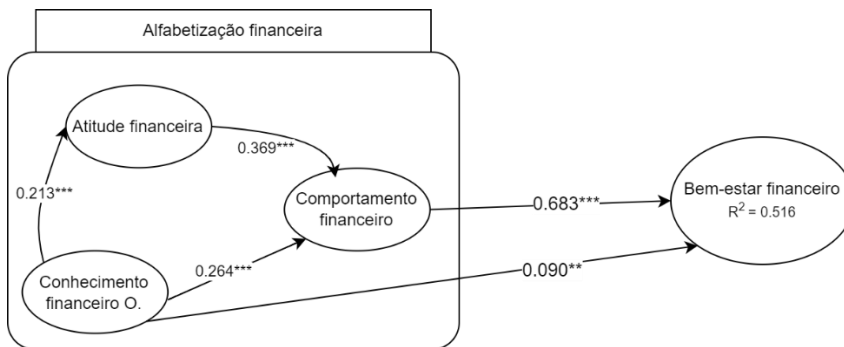 Alfabetização financeira
Atitude financeira
0.369***
0.213***
Comportamento
financeiro
0.683***
Bem-estar financeiro
R² = 0.516
0.264***
0.090**
Conhecimento
financeiro O.